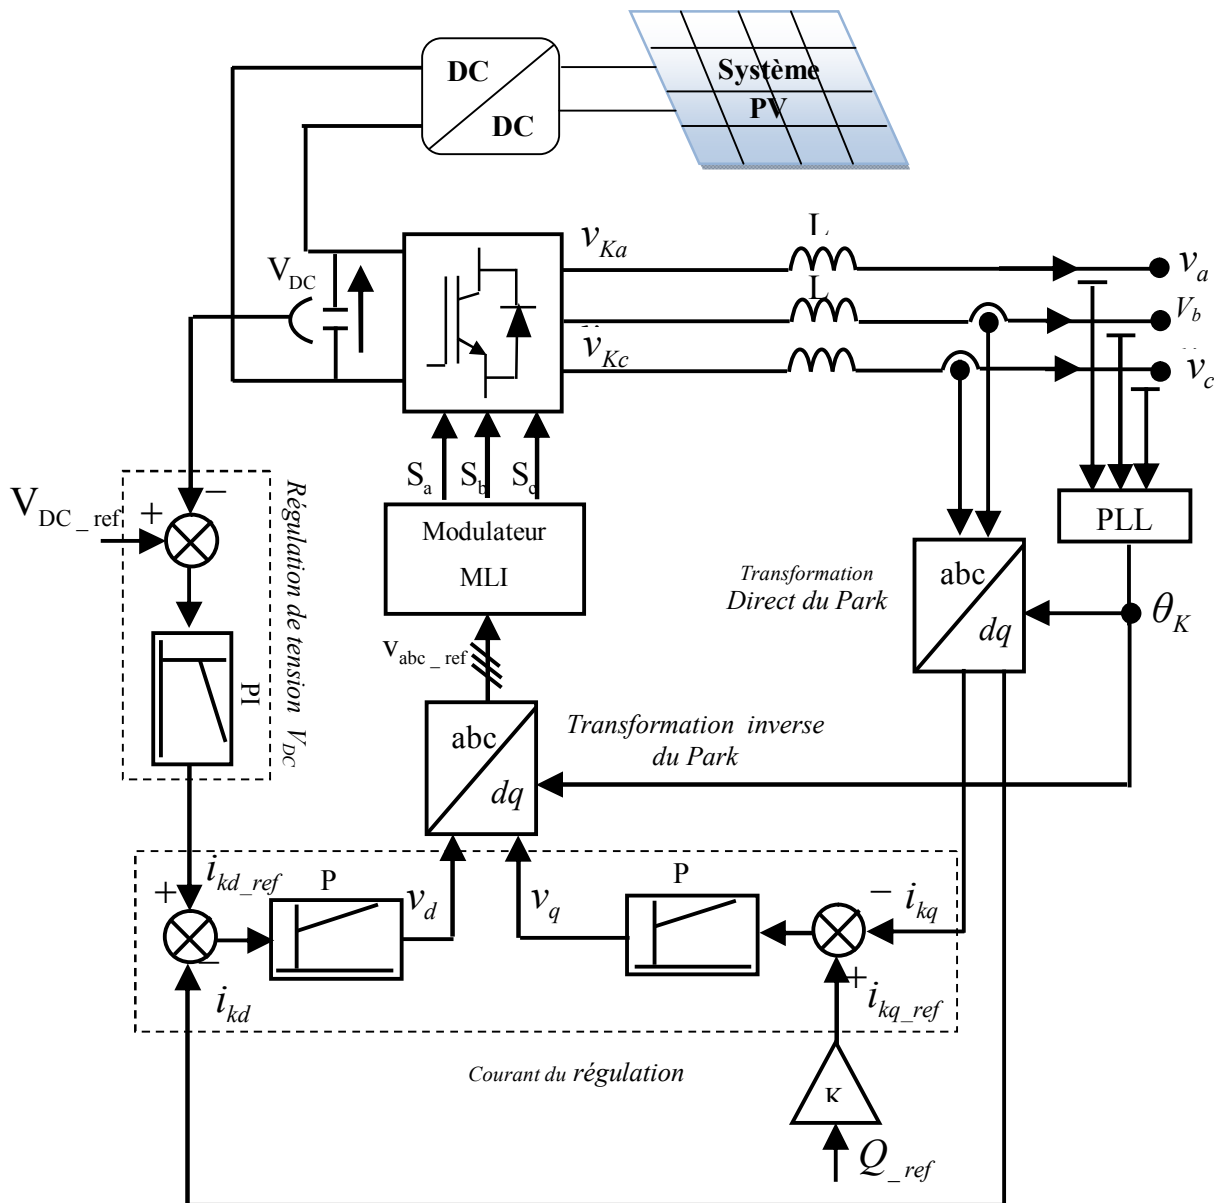 DC
DC
Système
PV
V_DC
v_Ka
L
v_a
L
V_b
v_Kc
v_c
S_a S_b S_c
V_DC_ref
+
−
Régulation de tension V_DC
PI
Modulateur
MLI
PLL
Transformation
Direct du Park
abc
dq
θ_K
v_abc_ref
abc
dq
Transformation inverse
du Park
+
i_kd_ref
−
i_kd
P
v_d
v_q
P
−
i_kq
+
i_kq_ref
Courant du régulation
K
Q_ref